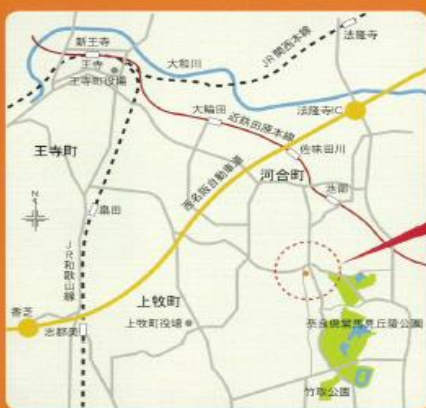 法隆寺
JR関西本線
新王寺
大和川
王寺
王寺町役場
大輪田
近鉄田原本線
法隆寺IC
佐味田川
王寺町
河合町
池部
西名阪自動車道
N
畠田
JR和歌山線
香芝
上牧町
志都美
上牧町役場
奈良県営馬見丘陵公園
竹取公園